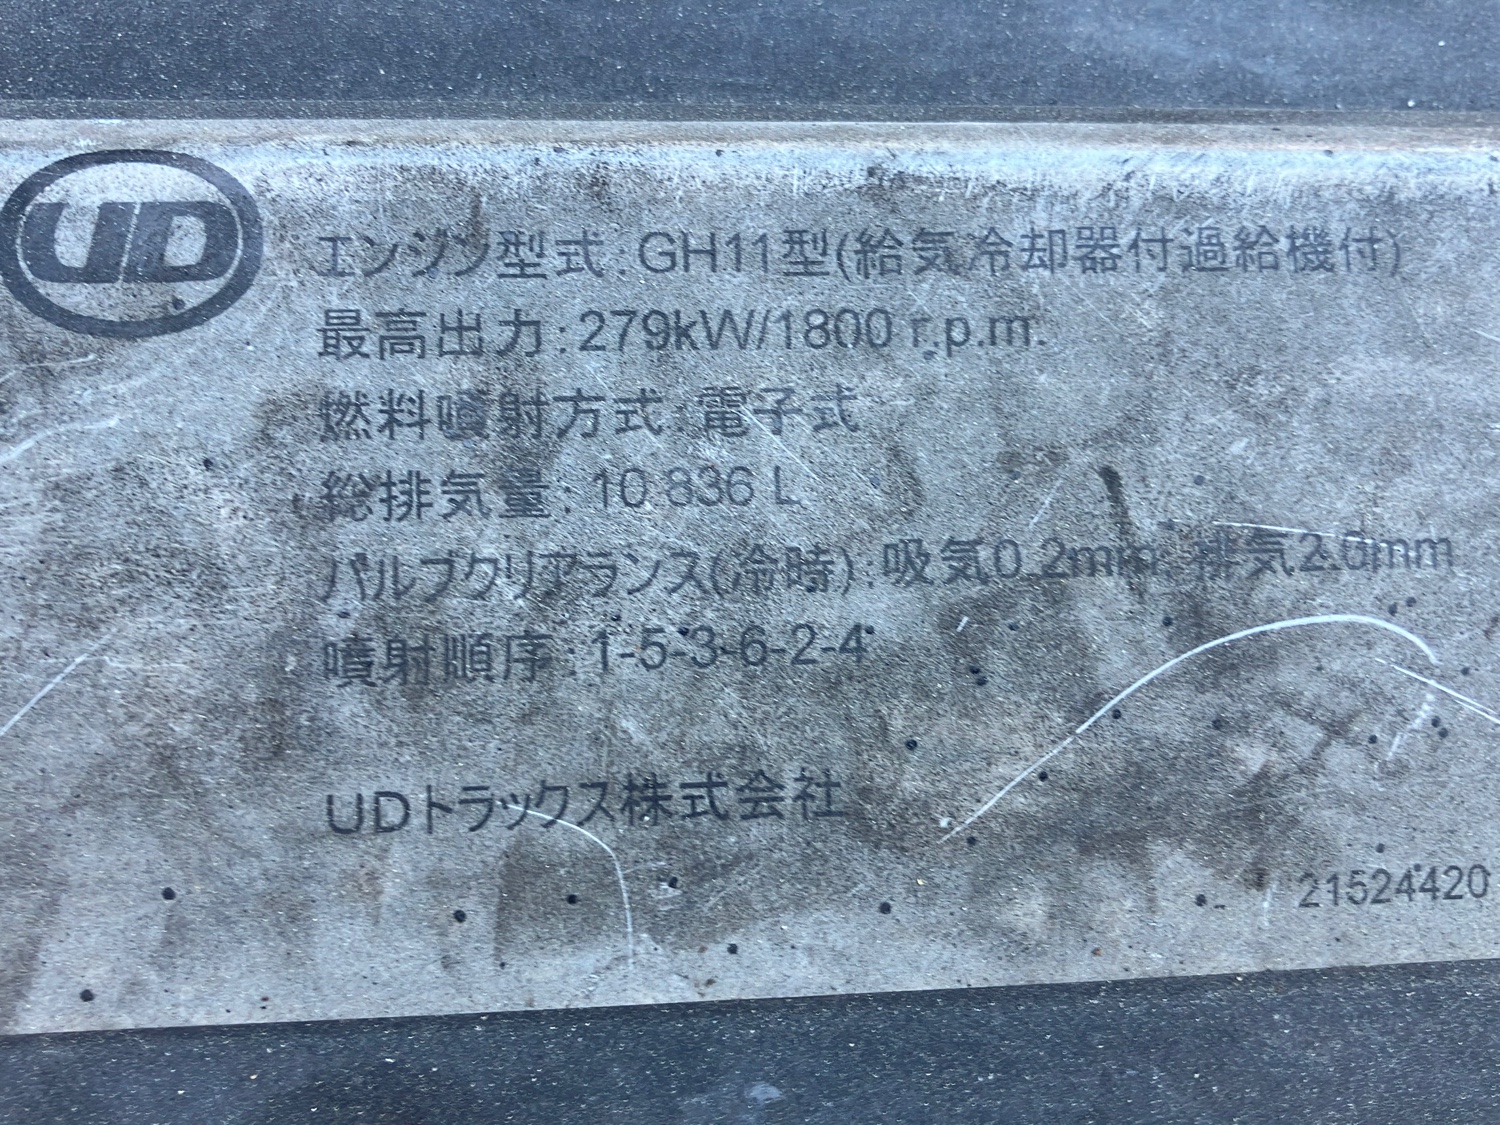 UD
エンジン型式:GH11型(給気冷却器付過給機付)
最高出力:279kW/1800 r.p.m.
燃料噴射方式:電子式
総排気量:10.836 L
バルブクリアランス(冷時):吸気0.2mm, 排気2.0mm
噴射順序:1-5-3-6-2-4
UDトラックス株式会社
21524420